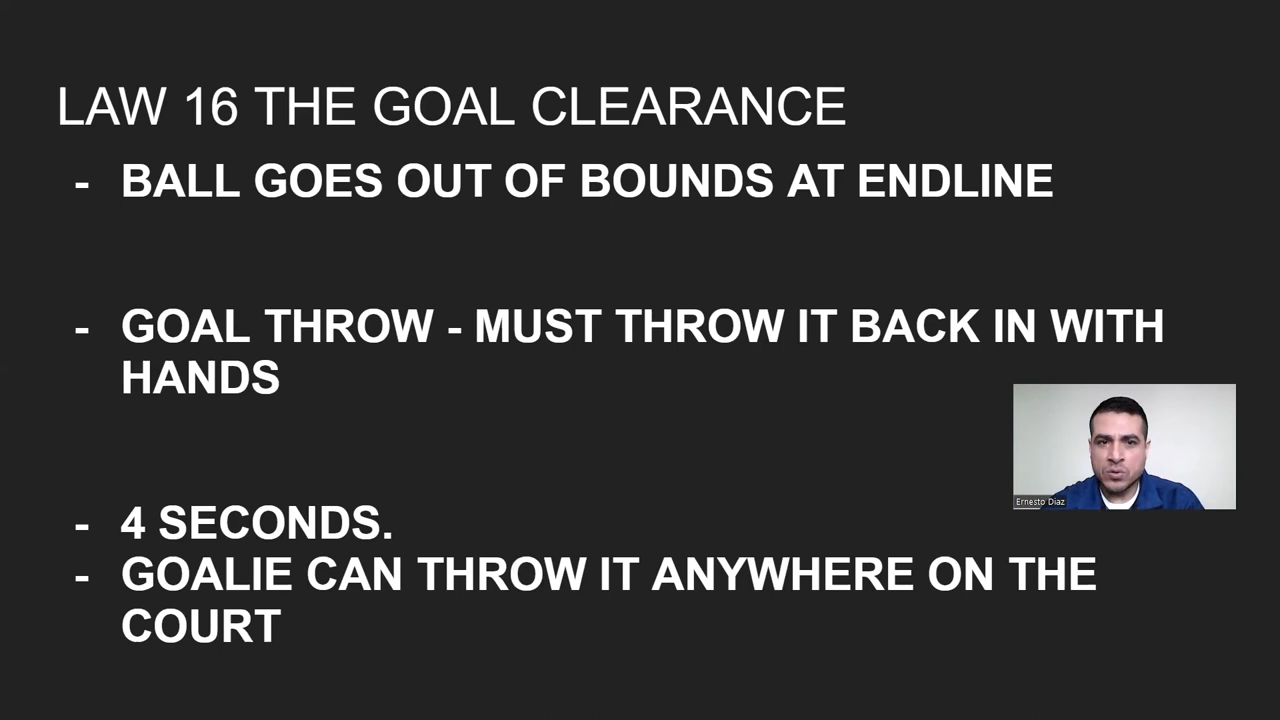 LAW 16 THE GOAL CLEARANCE
- BALL GOES OUT OF BOUNDS AT ENDLINE
- GOAL THROW - MUST THROW IT BACK IN WITH
HANDS
Ernesto Diaz
- 4 SECONDS.
- GOALIE CAN THROW IT ANYWHERE ON THE
COURT